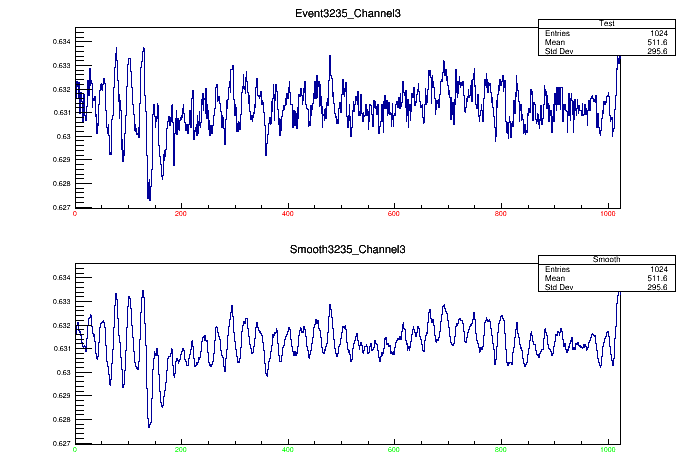 Event3235_Channel3
Test
Entries 1024
Mean 511.6
Std Dev 295.6
0.634
0.633
0.632
0.631
0.63
0.629
0.628
0.627
0 200 400 600 800 1000
Smooth3235_Channel3
Smooth
Entries 1024
Mean 511.6
Std Dev 295.6
0.634
0.633
0.632
0.631
0.63
0.629
0.628
0.627
0 200 400 600 800 1000